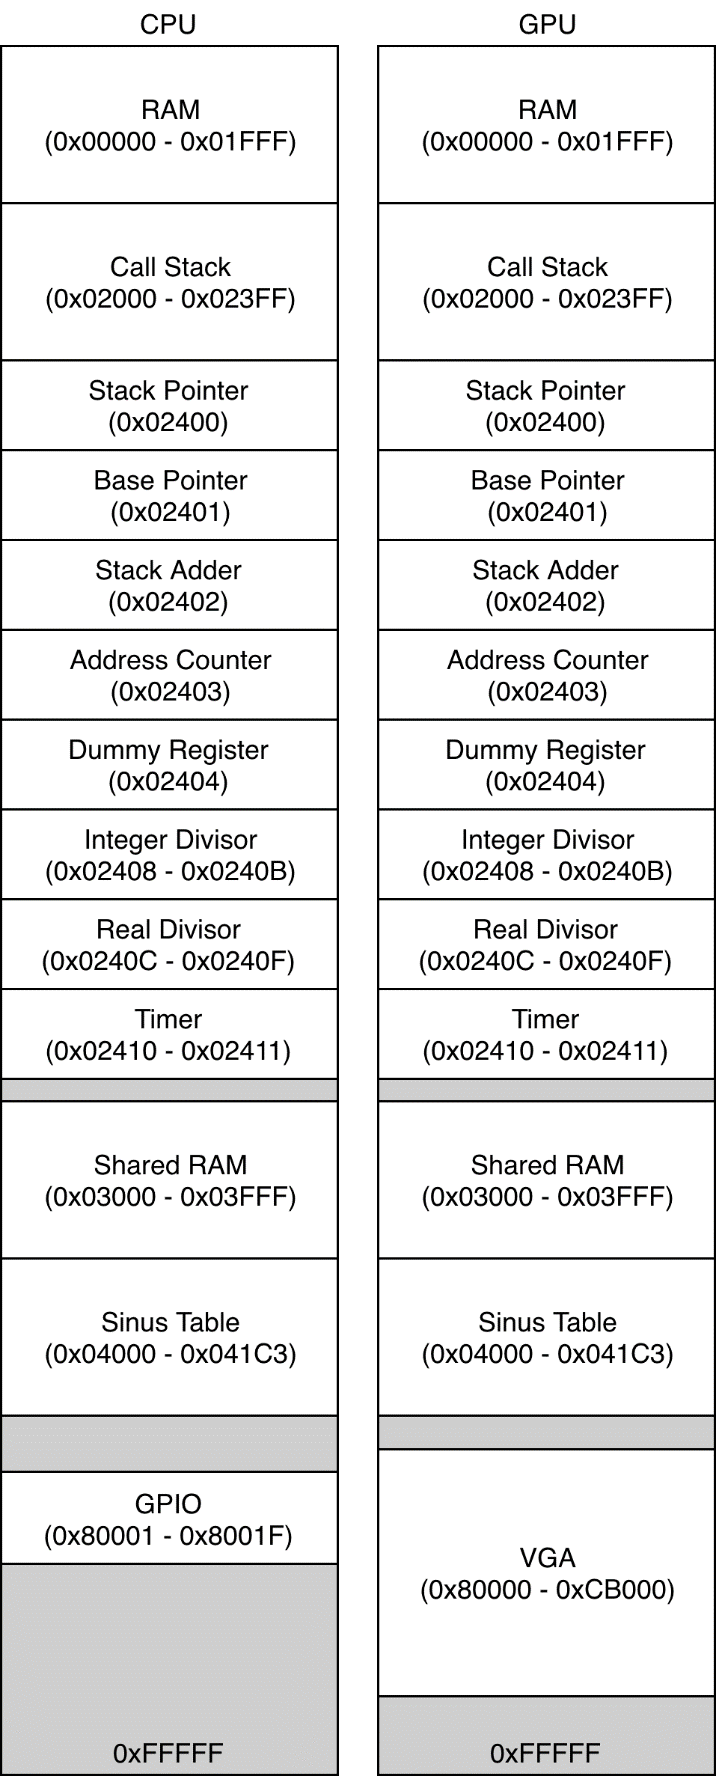 CPU
RAM
(0x00000 - 0x01FFF)
Call Stack
(0x02000 - 0x023FF)
Stack Pointer
(0x02400)
Base Pointer
(0x02401)
Stack Adder
(0x02402)
Address Counter
(0x02403)
Dummy Register
(0x02404)
Integer Divisor
(0x02408 - 0x0240B)
Real Divisor
(0x0240C - 0x0240F)
Timer
(0x02410 - 0x02411)
Shared RAM
(0x03000 - 0x03FFF)
Sinus Table
(0x04000 - 0x041C3)
GPIO
(0x80001 - 0x8001F)
0xFFFFF
GPU
RAM
(0x00000 - 0x01FFF)
Call Stack
(0x02000 - 0x023FF)
Stack Pointer
(0x02400)
Base Pointer
(0x02401)
Stack Adder
(0x02402)
Address Counter
(0x02403)
Dummy Register
(0x02404)
Integer Divisor
(0x02408 - 0x0240B)
Real Divisor
(0x0240C - 0x0240F)
Timer
(0x02410 - 0x02411)
Shared RAM
(0x03000 - 0x03FFF)
Sinus Table
(0x04000 - 0x041C3)
VGA
(0x80000 - 0xCB000)
0xFFFFF